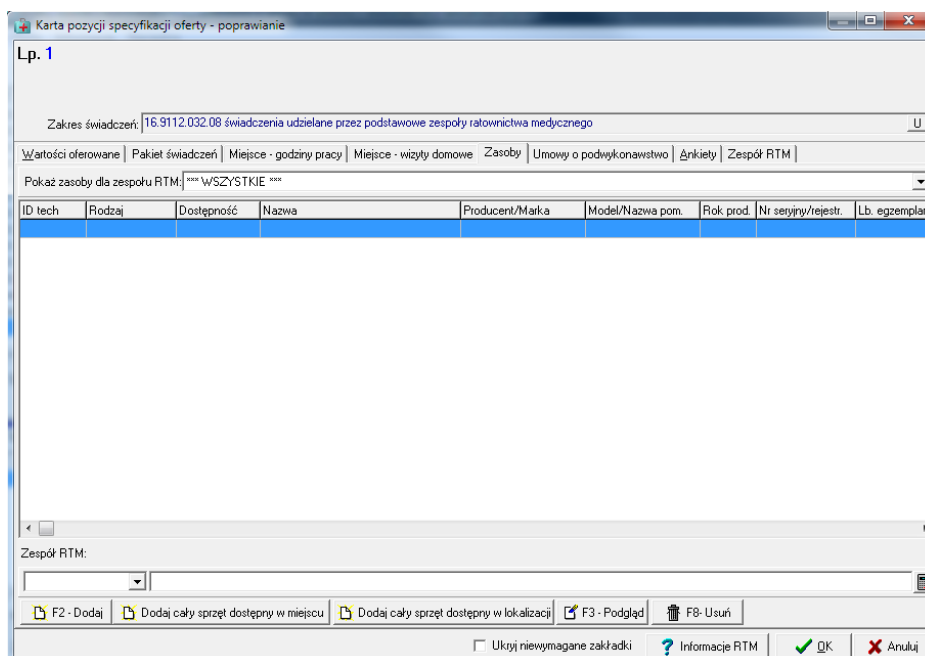 Karta pozycji specyfikacji oferty - poprawianie
Lp. 1
Zakres świadczeń: 16.9112.032.08 świadczenia udzielane przez podstawowe zespoły ratownictwa medycznego U
Wartości oferowane Pakiet świadczeń Miejsce - godziny pracy Miejsce - wizyty domowe Zasoby Umowy o podwykonawstwo Ankiety Zespół RTM
Pokaż zasoby dla zespołu RTM: *** WSZYSTKIE ***
ID tech Rodzaj Dostępność Nazwa Producent/Marka Model/Nazwa pom. Rok prod. Nr seryjny/rejestr. Lb. egzemplar
Zespół RTM:
F2 - Dodaj Dodaj cały sprzęt dostępny w miejscu Dodaj cały sprzęt dostępny w lokalizacji F3 - Podgląd F8- Usuń
Ukryj niewymagane zakładki Informacje RTM OK Anuluj